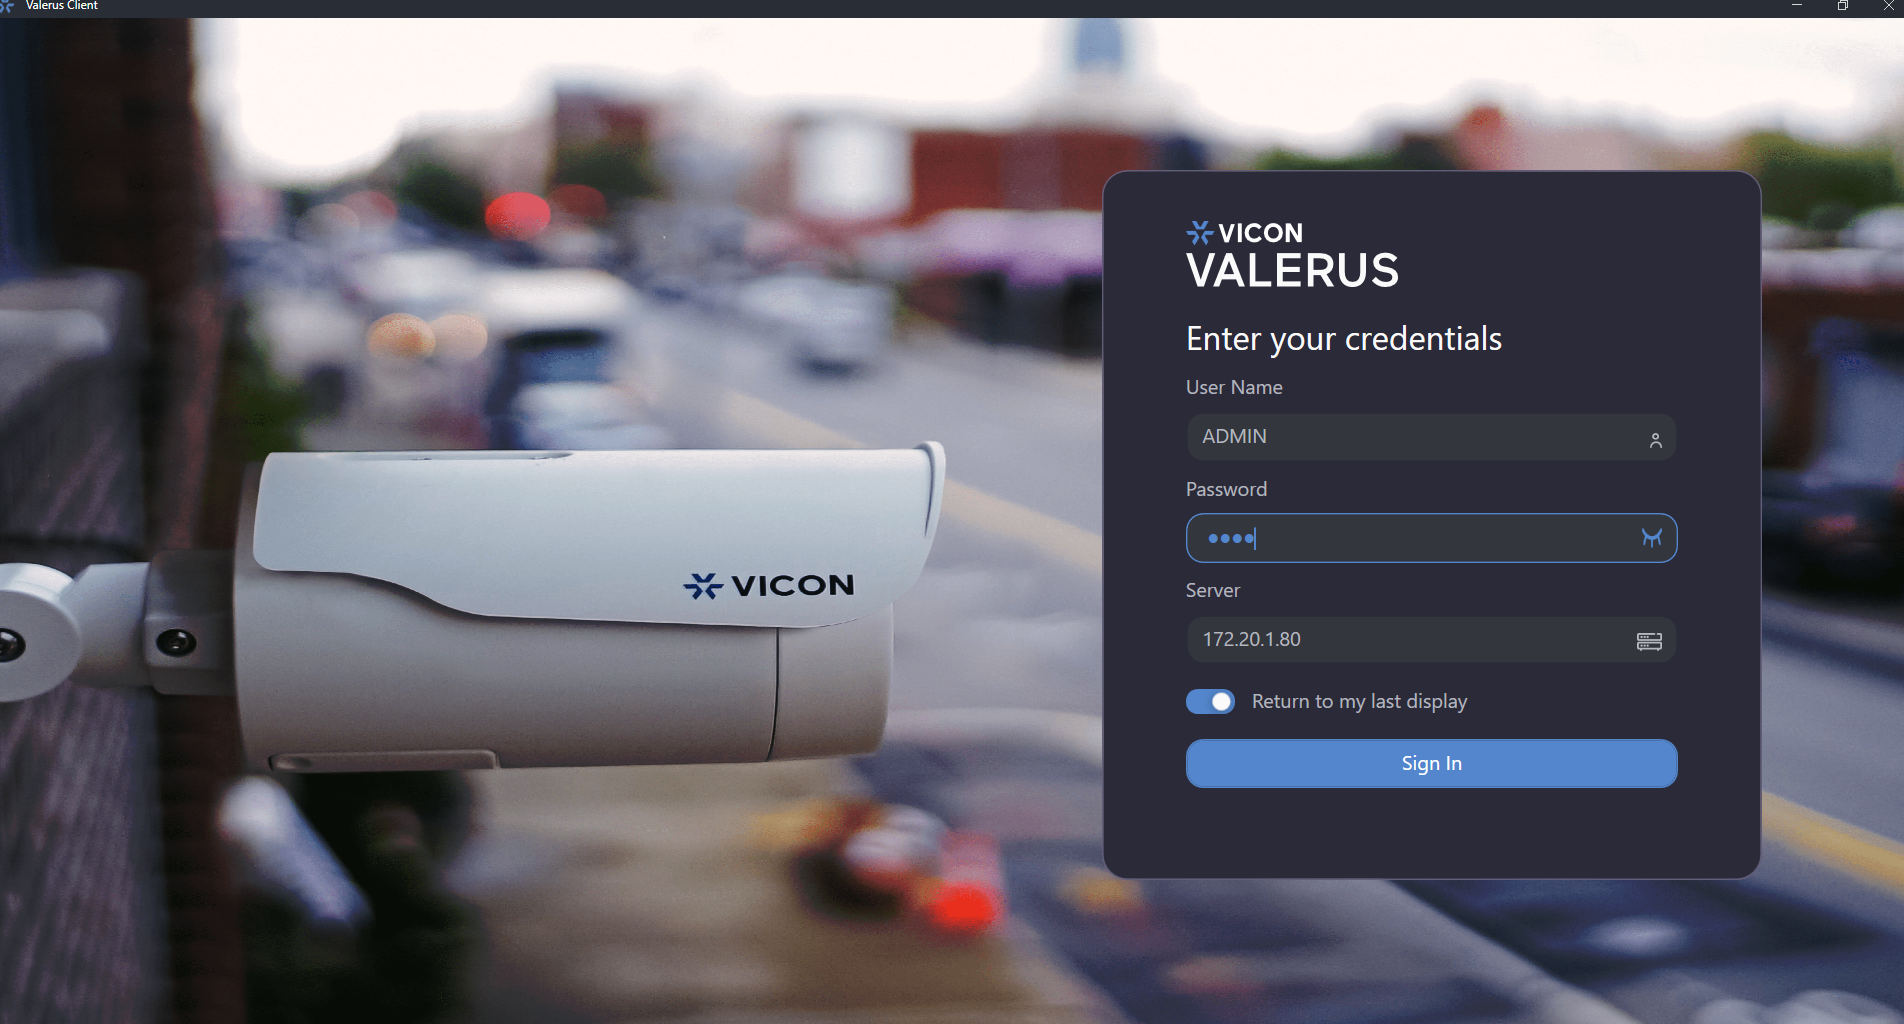 Valerus Client
VICON
VALERUS
Enter your credentials
User Name
ADMIN
Password
••••
Server
172.20.1.80
Return to my last display
Sign In
VICON